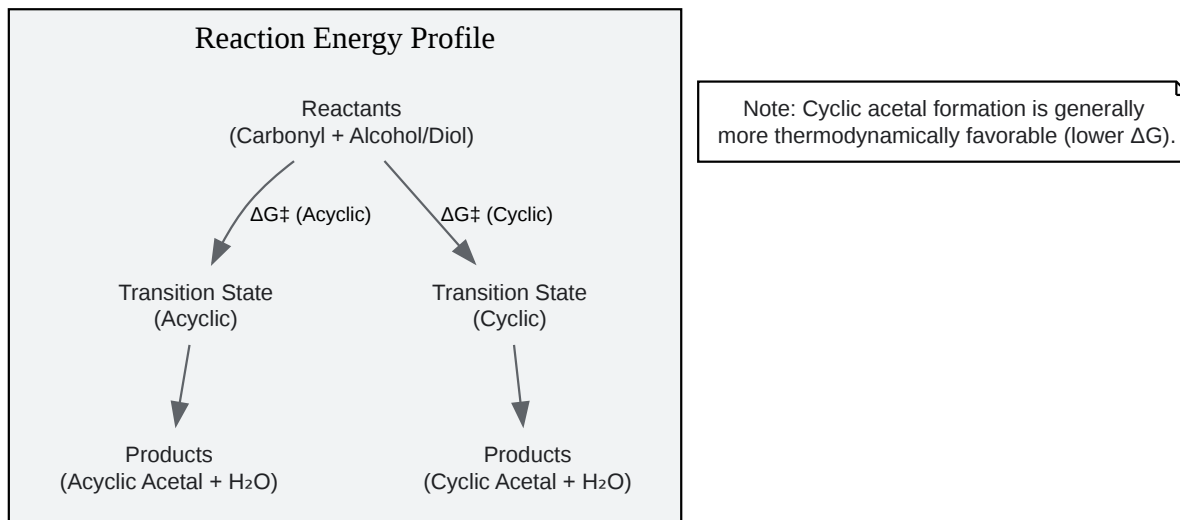 Reaction Energy Profile
Reactants
(Carbonyl + Alcohol/Diol)
Note: Cyclic acetal formation is generally
more thermodynamically favorable (lower ΔG).
ΔG‡ (Acyclic)
ΔG‡ (Cyclic)
Transition State
(Acyclic)
Transition State
(Cyclic)
Products
(Acyclic Acetal + H₂O)
Products
(Cyclic Acetal + H₂O)